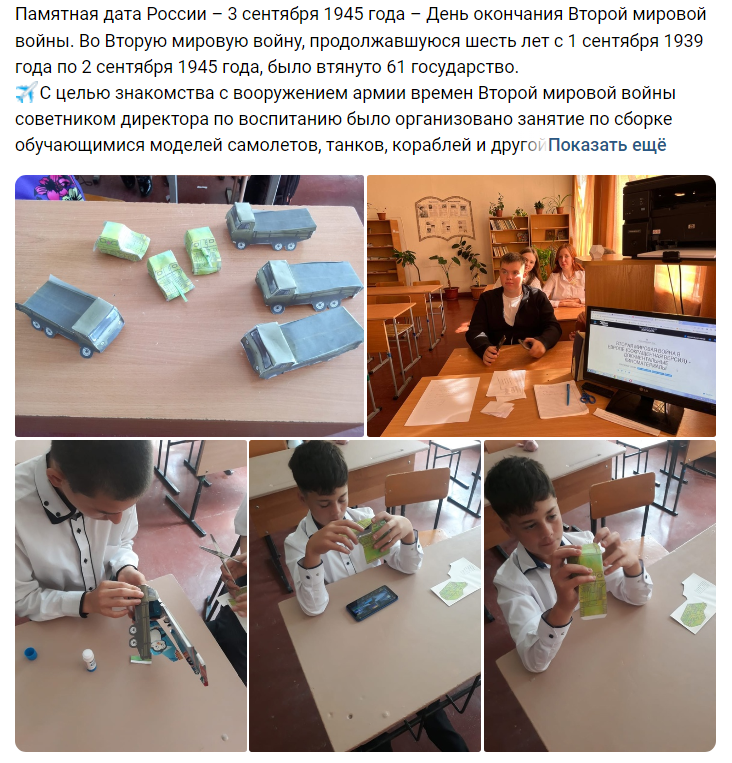 Памятная дата России – 3 сентября 1945 года – День окончания Второй мировой
войны. Во Вторую мировую войну, продолжавшуюся шесть лет с 1 сентября 1939
года по 2 сентября 1945 года, было втянуто 61 государство.
С целью знакомства с вооружением армии времен Второй мировой войны
советником директора по воспитанию было организовано занятие по сборке
обучающимися моделей самолетов, танков, кораблей и другой Показать ещё